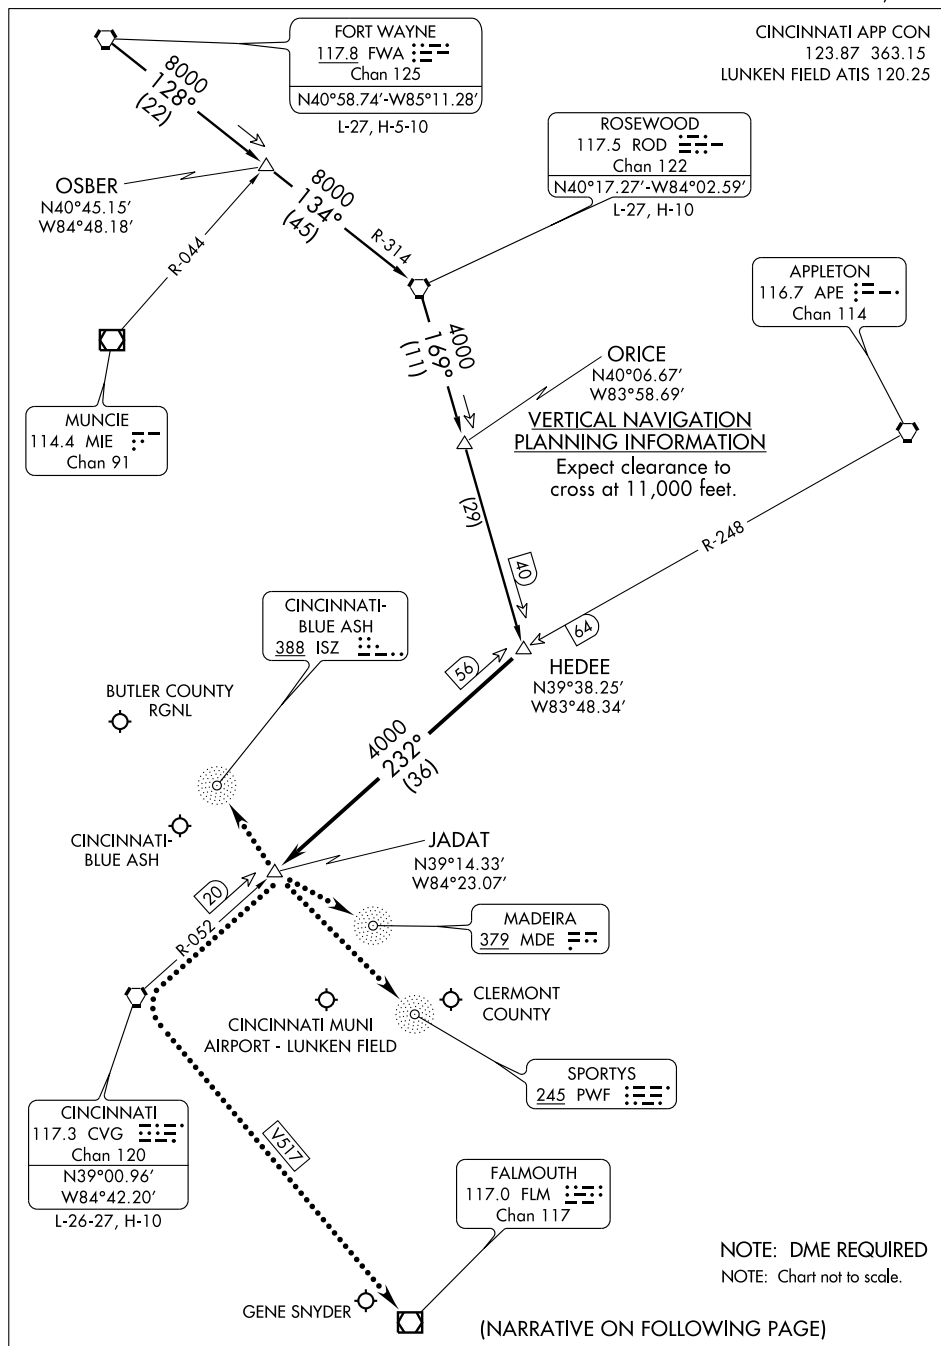 FORT WAYNE
117.8 FWA
Chan 125
N40°58.74'-W85°11.28'
L-27, H-5-10
CINCINNATI APP CON
123.87 363.15
LUNKEN FIELD ATIS 120.25
8000
128°
(22)
ROSEWOOD
117.5 ROD
Chan 122
N40°17.27'-W84°02.59'
L-27, H-10
OSBER
N40°45.15'
W84°48.18'
8000
134°
(45)
R-314
R-044
APPLETON
116.7 APE
Chan 114
4000
169°
(11)
ORICE
N40°06.67'
W83°58.69'
VERTICAL NAVIGATION
PLANNING INFORMATION
Expect clearance to
cross at 11,000 feet.
MUNCIE
114.4 MIE
Chan 91
(29)
R-248
40
64
CINCINNATI-
BLUE ASH
388 ISZ
56
HEDEE
N39°38.25'
W83°48.34'
BUTLER COUNTY
RGNL
4000
232°
(36)
CINCINNATI-
BLUE ASH
JADAT
N39°14.33'
W84°23.07'
20
R-052
MADEIRA
379 MDE
CLERMONT
COUNTY
CINCINNATI MUNI
AIRPORT - LUNKEN FIELD
SPORTYS
245 PWF
CINCINNATI
117.3 CVG
Chan 120
N39°00.96'
W84°42.20'
L-26-27, H-10
V517
FALMOUTH
117.0 FLM
Chan 117
NOTE: DME REQUIRED
NOTE: Chart not to scale.
GENE SNYDER
(NARRATIVE ON FOLLOWING PAGE)